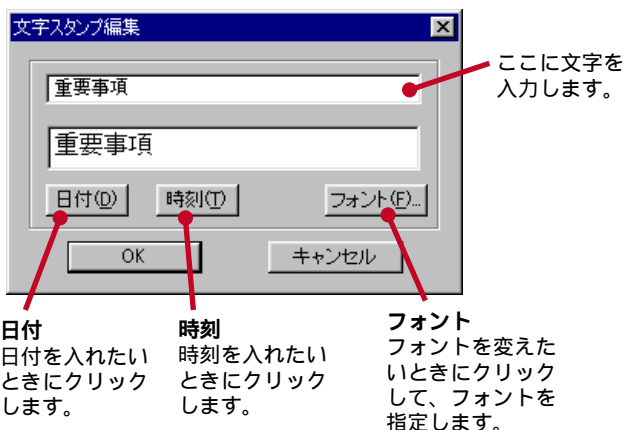 文字スタンプ編集
ここに文字を
入力します。
重要事項
重要事項
日付(D)
時刻(T)
フォント(F)...
OK
キャンセル
日付
日付を入れたい
ときにクリック
します。
時刻
時刻を入れたい
ときにクリック
します。
フォント
フォントを変えた
いときにクリック
して、フォントを
指定します。